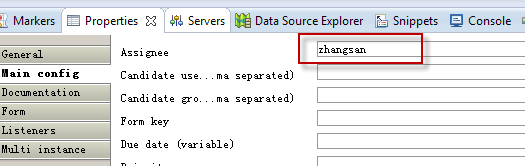 Markers Properties Servers Data Source Explorer Snippets Console
General
Main config
Documentation
Form
Listeners
Multi instance
Assignee zhangsan
Candidate use...ma separated)
Candidate gro...ma separated)
Form key
Due date (variable)